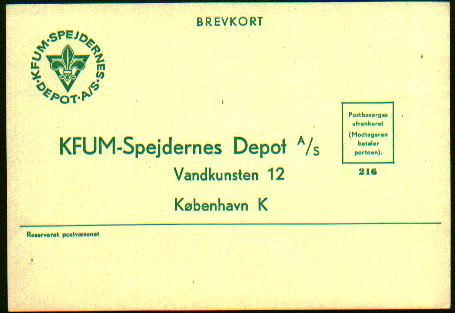 BREVKORT
KFUM-SPEJDERNES
DEPOT·A/S·
Postbesørges
ufrankeret
(Modtageren
betaler
portoen).
216
KFUM-Spejdernes Depot A/S
Vandkunsten 12
København K
Reserveret postvæsenet